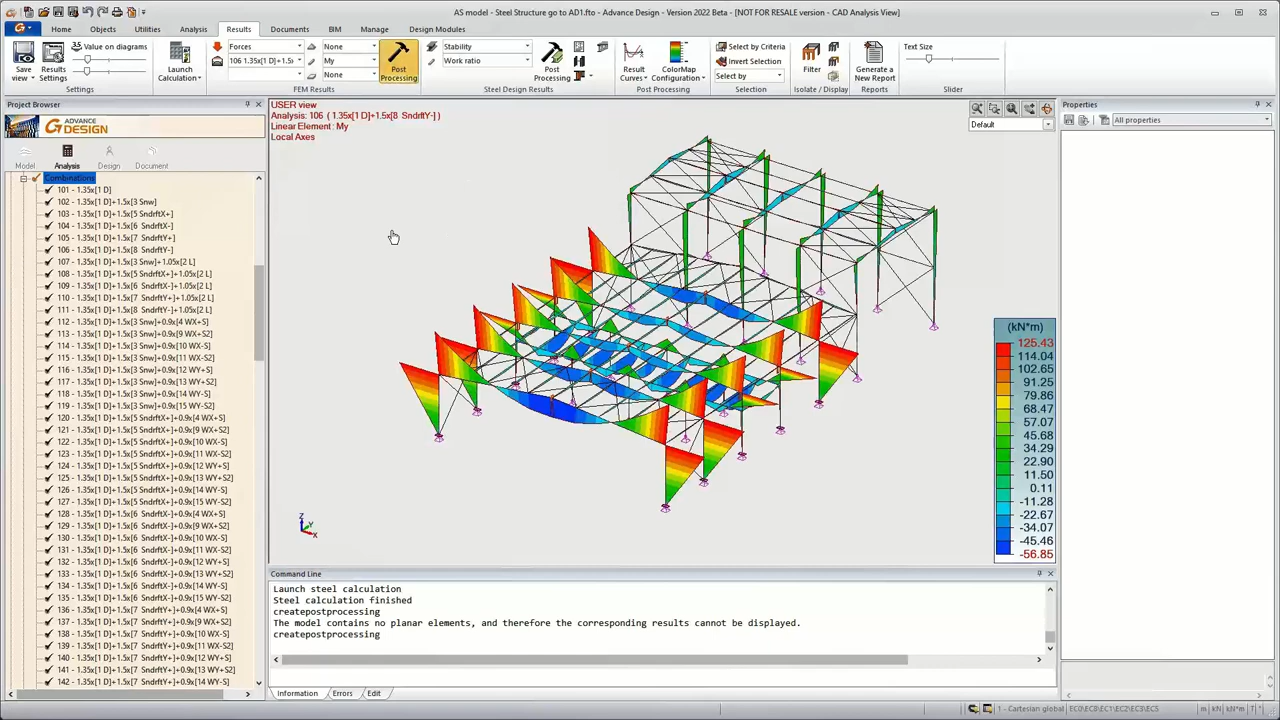 AS model - Steel Structure go to AD1.fto - Advance Design - Version 2022 Beta - [NOT FOR RESALE version - CAD Analysis View]
Home Objects Utilities Analysis Results Documents BIM Manage Design Modules
3.5 Value on diagrams
Save view
Results Settings
Settings
Launch Calculation
Forces
106 1.35x[1 D]+1.5x
None
My
None
FEM Results
Post Processing
Stability
Work ratio
Steel Design Results
Post Processing
Result Curves
ColorMap Configuration
Post Processing
Select by Criteria
Invert Selection
Select by
Selection
Filter
Isolate / Display
Generate a New Report
Reports
Text Size
Slider
Project Browser
ADVANCE
DESIGN
Model Analysis Design Document
Combinations
101 - 1.35x[1 D]
102 - 1.35x[1 D]+1.5x[3 Snw]
103 - 1.35x[1 D]+1.5x[5 SndrftX+]
104 - 1.35x[1 D]+1.5x[6 SndrftX-]
105 - 1.35x[1 D]+1.5x[7 SndrftY+]
106 - 1.35x[1 D]+1.5x[8 SndrftY-]
107 - 1.35x[1 D]+1.5x[3 Snw]+1.05x[2 L]
108 - 1.35x[1 D]+1.5x[5 SndrftX+]+1.05x[2 L]
109 - 1.35x[1 D]+1.5x[6 SndrftX-]+1.05x[2 L]
110 - 1.35x[1 D]+1.5x[7 SndrftY+]+1.05x[2 L]
111 - 1.35x[1 D]+1.5x[8 SndrftY-]+1.05x[2 L]
112 - 1.35x[1 D]+1.5x[3 Snw]+0.9x[4 WX+S]
113 - 1.35x[1 D]+1.5x[3 Snw]+0.9x[9 WX+S2]
114 - 1.35x[1 D]+1.5x[3 Snw]+0.9x[10 WX-S]
115 - 1.35x[1 D]+1.5x[3 Snw]+0.9x[11 WX-S2]
116 - 1.35x[1 D]+1.5x[3 Snw]+0.9x[12 WY+S]
117 - 1.35x[1 D]+1.5x[3 Snw]+0.9x[13 WY+S2]
118 - 1.35x[1 D]+1.5x[3 Snw]+0.9x[14 WY-S]
119 - 1.35x[1 D]+1.5x[3 Snw]+0.9x[15 WY-S2]
120 - 1.35x[1 D]+1.5x[5 SndrftX+]+0.9x[4 WX+S]
121 - 1.35x[1 D]+1.5x[5 SndrftX+]+0.9x[9 WX+S2]
122 - 1.35x[1 D]+1.5x[5 SndrftX+]+0.9x[10 WX-S]
123 - 1.35x[1 D]+1.5x[5 SndrftX+]+0.9x[11 WX-S2]
124 - 1.35x[1 D]+1.5x[5 SndrftX+]+0.9x[12 WY+S]
125 - 1.35x[1 D]+1.5x[5 SndrftX+]+0.9x[13 WY+S2]
126 - 1.35x[1 D]+1.5x[5 SndrftX+]+0.9x[14 WY-S]
127 - 1.35x[1 D]+1.5x[5 SndrftX+]+0.9x[15 WY-S2]
128 - 1.35x[1 D]+1.5x[6 SndrftX-]+0.9x[4 WX+S]
129 - 1.35x[1 D]+1.5x[6 SndrftX-]+0.9x[9 WX+S2]
130 - 1.35x[1 D]+1.5x[6 SndrftX-]+0.9x[10 WX-S]
131 - 1.35x[1 D]+1.5x[6 SndrftX-]+0.9x[11 WX-S2]
132 - 1.35x[1 D]+1.5x[6 SndrftX-]+0.9x[12 WY+S]
133 - 1.35x[1 D]+1.5x[6 SndrftX-]+0.9x[13 WY+S2]
134 - 1.35x[1 D]+1.5x[6 SndrftX-]+0.9x[14 WY-S]
135 - 1.35x[1 D]+1.5x[6 SndrftX-]+0.9x[15 WY-S2]
136 - 1.35x[1 D]+1.5x[7 SndrftY+]+0.9x[4 WX+S]
137 - 1.35x[1 D]+1.5x[7 SndrftY+]+0.9x[9 WX+S2]
138 - 1.35x[1 D]+1.5x[7 SndrftY+]+0.9x[10 WX-S]
139 - 1.35x[1 D]+1.5x[7 SndrftY+]+0.9x[11 WX-S2]
140 - 1.35x[1 D]+1.5x[7 SndrftY+]+0.9x[12 WY+S]
141 - 1.35x[1 D]+1.5x[7 SndrftY+]+0.9x[13 WY+S2]
142 - 1.35x[1 D]+1.5x[7 SndrftY+]+0.9x[14 WY-S]
USER view
Analysis: 106 ( 1.35x[1 D]+1.5x[8 SndrftY-] )
Linear Element: My
Local Axes
Default
(kN*m)
125.43
114.04
102.65
91.25
79.86
68.47
57.07
45.68
34.29
22.90
11.50
0.11
-11.28
-22.67
-34.07
-45.46
-56.85
Z
Y
X
Command Line
Launch steel calculation
Steel calculation finished
createpostprocessing
The model contains no planar elements, and therefore the corresponding results cannot be displayed.
createpostprocessing
Information Errors Edit
Properties
All properties
1 - Cartesian global EC0\EC8\EC1\EC2\EC3\EC5 m kN kN*m T °